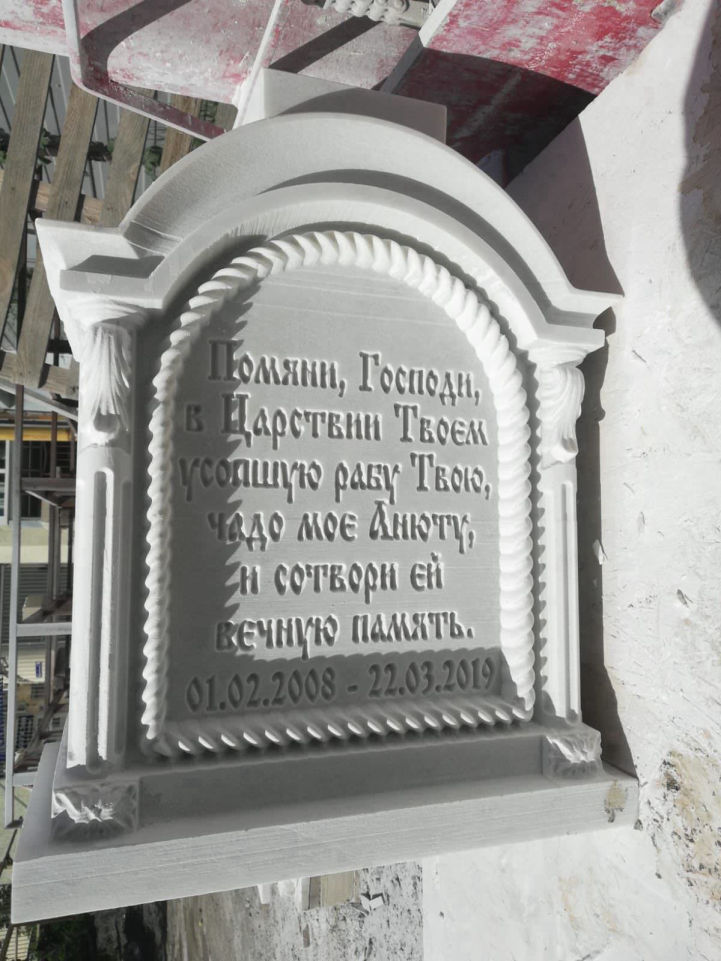 Помяни, Господи,
в Царствии Твоем
усопшую рабу Твою,
чадо мое Анюту,
и сотвори ей
вечную память.
01.02.2008 - 22.03.2019